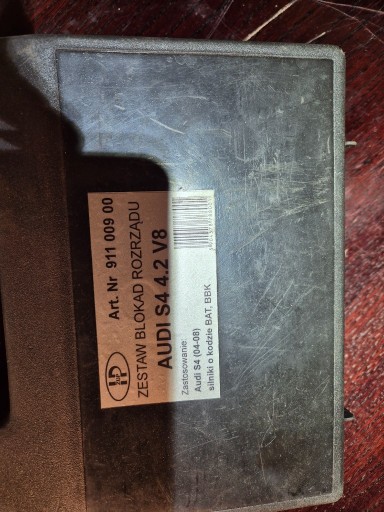 Art. Nr 911 009 00
ZESTAW BLOKAD ROZRZĄDU
AUDI S4 4.2 V8
Zastosowanie:
Audi S4 (04-08)
silniki o kodzie BAT, BBK